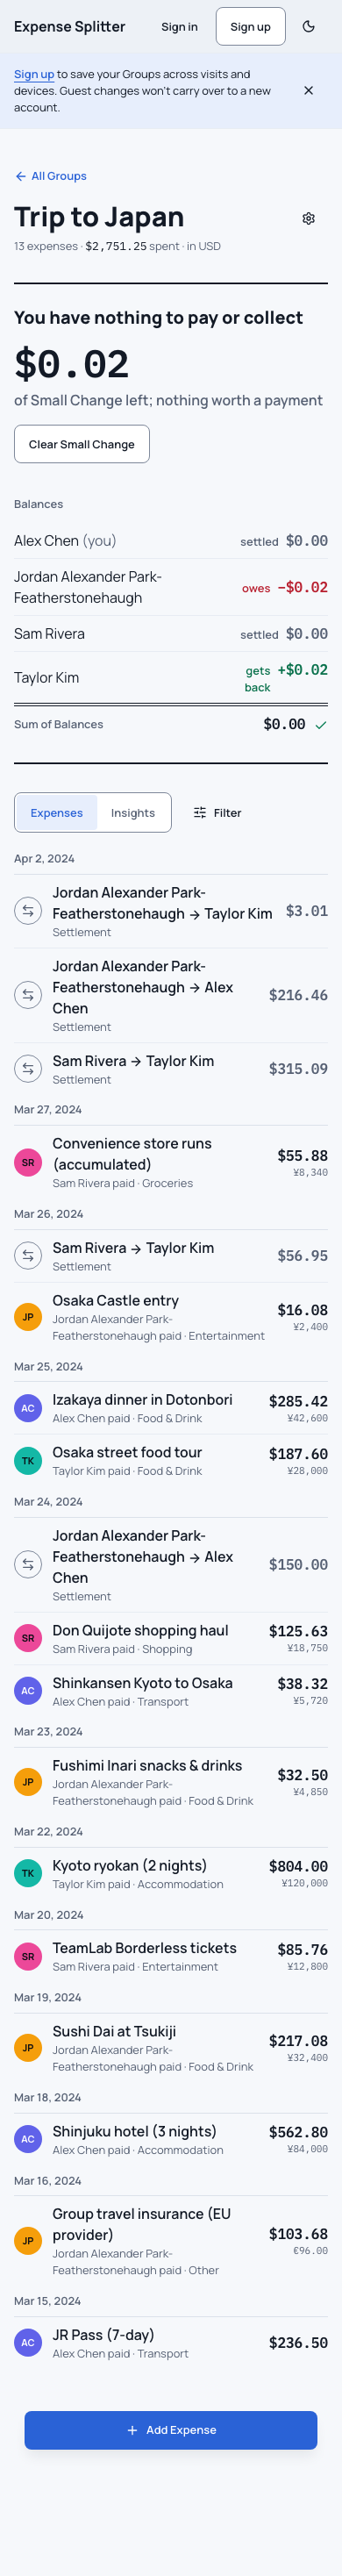 Expense Splitter
Sign in
Sign up
Sign up to save your Groups across visits and
devices. Guest changes won't carry over to a new
account.
All Groups
Trip to Japan
13 expenses · $2,751.25 spent · in USD
You have nothing to pay or collect
$0.02
of Small Change left; nothing worth a payment
Clear Small Change
Balances
Alex Chen (you) settled $0.00
Jordan Alexander Park-
Featherstonehaugh
owes −$0.02
Sam Rivera settled $0.00
Taylor Kim
gets +$0.02
back
Sum of Balances $0.00
Expenses Insights Filter
Apr 2, 2024
Jordan Alexander Park-
Featherstonehaugh → Taylor Kim
Settlement
$3.01
Jordan Alexander Park-
Featherstonehaugh → Alex
Chen
Settlement
$216.46
Sam Rivera → Taylor Kim
Settlement
$315.09
Mar 27, 2024
SR
Convenience store runs
(accumulated)
Sam Rivera paid · Groceries
$55.88
¥8,340
Mar 26, 2024
Sam Rivera → Taylor Kim
Settlement
$56.95
JP
Osaka Castle entry
Jordan Alexander Park-
Featherstonehaugh paid · Entertainment
$16.08
¥2,400
Mar 25, 2024
AC
Izakaya dinner in Dotonbori
Alex Chen paid · Food & Drink
$285.42
¥42,600
TK
Osaka street food tour
Taylor Kim paid · Food & Drink
$187.60
¥28,000
Mar 24, 2024
Jordan Alexander Park-
Featherstonehaugh → Alex
Chen
Settlement
$150.00
SR
Don Quijote shopping haul
Sam Rivera paid · Shopping
$125.63
¥18,750
AC
Shinkansen Kyoto to Osaka
Alex Chen paid · Transport
$38.32
¥5,720
Mar 23, 2024
JP
Fushimi Inari snacks & drinks
Jordan Alexander Park-
Featherstonehaugh paid · Food & Drink
$32.50
¥4,850
Mar 22, 2024
TK
Kyoto ryokan (2 nights)
Taylor Kim paid · Accommodation
$804.00
¥120,000
Mar 20, 2024
SR
TeamLab Borderless tickets
Sam Rivera paid · Entertainment
$85.76
¥12,800
Mar 19, 2024
JP
Sushi Dai at Tsukiji
Jordan Alexander Park-
Featherstonehaugh paid · Food & Drink
$217.08
¥32,400
Mar 18, 2024
AC
Shinjuku hotel (3 nights)
Alex Chen paid · Accommodation
$562.80
¥84,000
Mar 16, 2024
JP
Group travel insurance (EU
provider)
Jordan Alexander Park-
Featherstonehaugh paid · Other
$103.68
€96.00
Mar 15, 2024
AC
JR Pass (7-day)
Alex Chen paid · Transport
$236.50
Add Expense